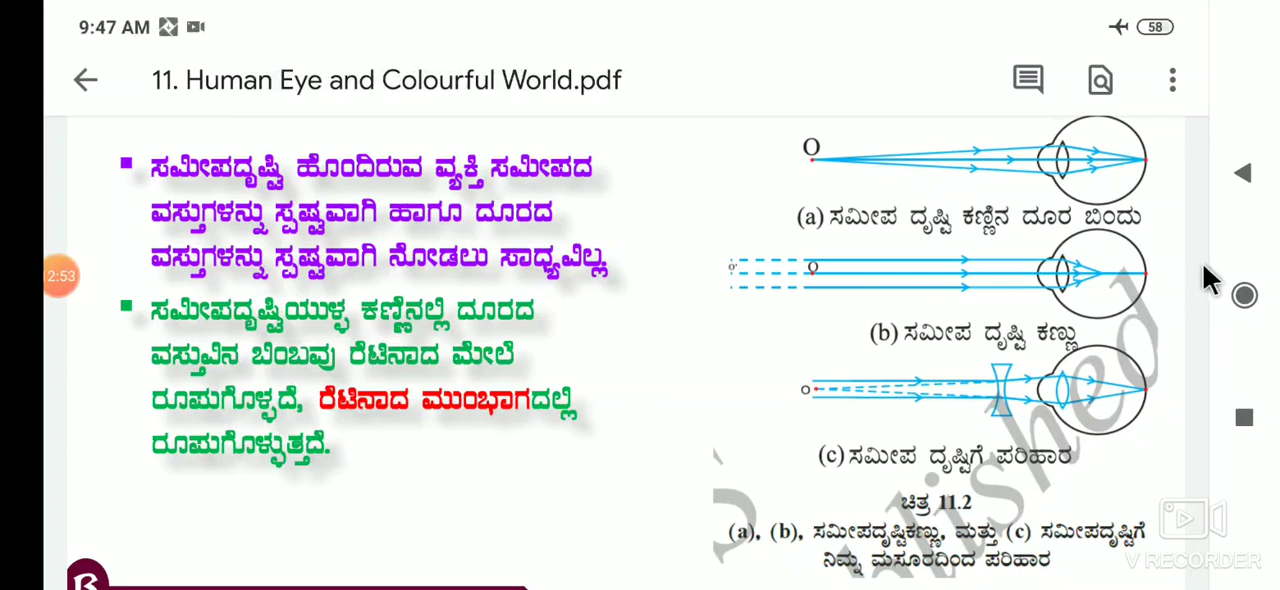 9:47 AM
58
11. Human Eye and Colourful World.pdf
ಸಮೀಪದೃಷ್ಟಿ ಹೊಂದಿರುವ ವ್ಯಕ್ತಿ ಸಮೀಪದ
ವಸ್ತುಗಳನ್ನು ಸ್ಪಷ್ಟವಾಗಿ ಹಾಗೂ ದೂರದ
ವಸ್ತುಗಳನ್ನು ಸ್ಪಷ್ಟವಾಗಿ ನೋಡಲು ಸಾಧ್ಯವಿಲ್ಲ
2:53
ಸಮೀಪದೃಷ್ಟಿಯುಳ್ಳ ಕಣ್ಣಿನಲ್ಲಿ ದೂರದ
ವಸ್ತುವಿನ ಬಿಂಬವು ರೆಟಿನಾದ ಮೇಲೆ
ರೂಪುಗೊಳ್ಳದೆ, ರೆಟಿನಾದ ಮುಂಭಾಗದಲ್ಲಿ
ರೂಪುಗೊಳ್ಳುತ್ತದೆ.
O
(a) ಸಮೀಪ ದೃಷ್ಟಿ ಕಣ್ಣಿನ ದೂರ ಬಿಂದು
O'
O
(b) ಸಮೀಪ ದೃಷ್ಟಿ ಕಣ್ಣು
O
(c) ಸಮೀಪ ದೃಷ್ಟಿಗೆ ಪರಿಹಾರ
ಚಿತ್ರ 11.2
(a), (b), ಸಮೀಪದೃಷ್ಟಿಕಣ್ಣು, ಮತ್ತು (c) ಸಮೀಪದೃಷ್ಟಿಗೆ
ನಿಮ್ನ ಮಸೂರದಿಂದ ಪರಿಹಾರ
V RECORDER